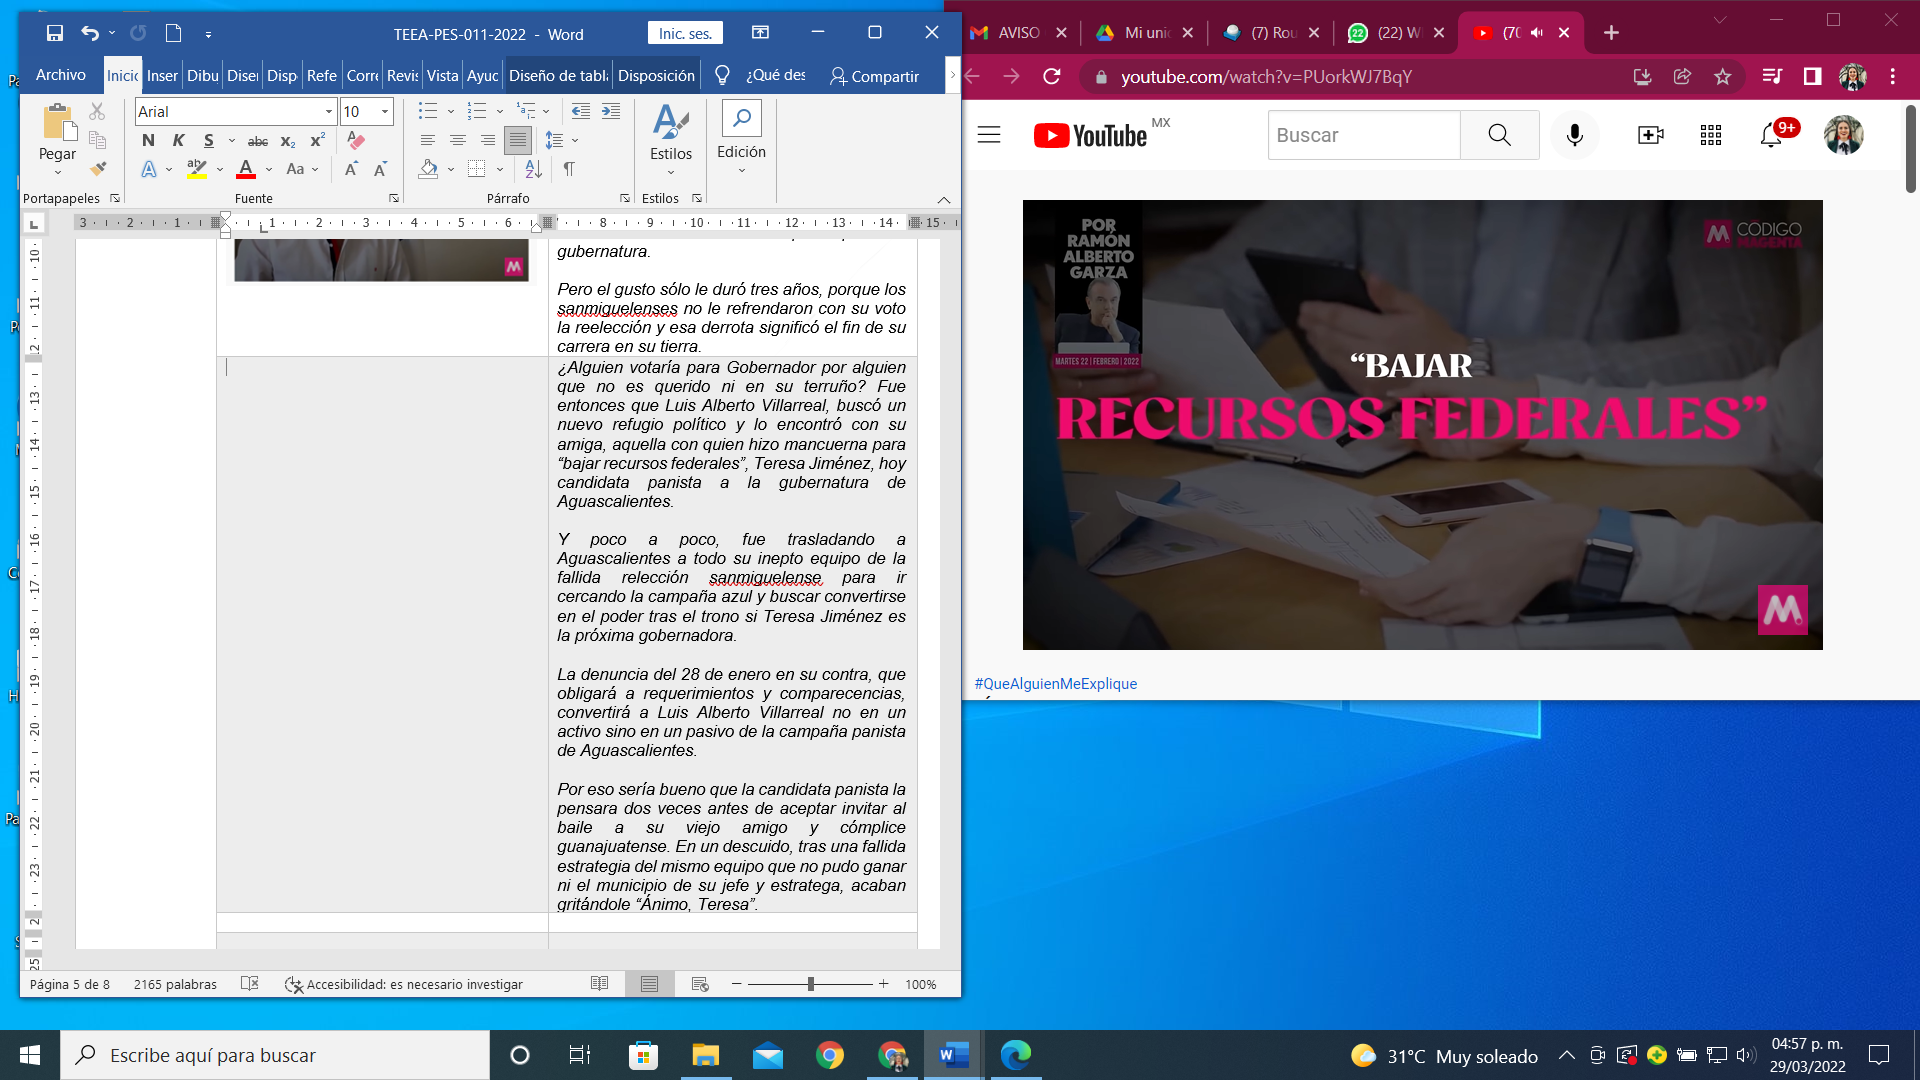 TEEA-PES-011-2022 - Word
Inic. ses.
Archivo
Inicio
Inser
Dibu
Diseñ
Disp
Refe
Corre
Revis
Vista
Ayuc
Diseño de tabla
Disposición
¿Qué des
Compartir
Pegar
Arial
10
N K S abc x₂ x²
Aa
Estilos
Edición
Portapapeles
Fuente
Párrafo
Estilos
gubernatura.
Pero el gusto sólo le duró tres años, porque los
sanmiguelenses no le refrendaron con su voto
la reelección y esa derrota significó el fin de su
carrera en su tierra.
¿Alguien votaría para Gobernador por alguien
que no es querido ni en su terruño? Fue
entonces que Luis Alberto Villarreal, buscó un
nuevo refugio político y lo encontró con su
amiga, aquella con quien hizo mancuerna para
“bajar recursos federales”, Teresa Jiménez, hoy
candidata panista a la gubernatura de
Aguascalientes.
Y poco a poco, fue trasladando a
Aguascalientes a todo su inepto equipo de la
fallida relección sanmiguelense para ir
cercando la campaña azul y buscar convertirse
en el poder tras el trono si Teresa Jiménez es
la próxima gobernadora.
La denuncia del 28 de enero en su contra, que
obligará a requerimientos y comparecencias,
convertirá a Luis Alberto Villarreal no en un
activo sino en un pasivo de la campaña panista
de Aguascalientes.
Por eso sería bueno que la candidata panista la
pensara dos veces antes de aceptar invitar al
baile a su viejo amigo y cómplice
guanajuatense. En un descuido, tras una fallida
estrategia del mismo equipo que no pudo ganar
ni el municipio de su jefe y estratega, acaban
gritándole “Ánimo, Teresa”.
Página 5 de 8
2165 palabras
Accesibilidad: es necesario investigar
100%
AVISO
Mi unid
(7) Rou
(22) W
(70
youtube.com/watch?v=PUorkWJ7BqY
YouTube MX
Buscar
9+
POR
RAMÓN
ALBERTO
GARZA
MARTES 22 | FEBRERO | 2022
CÓDIGO
MAGENTA
“BAJAR
RECURSOS FEDERALES”
#QueAlguienMeExplique
Escribe aquí para buscar
31°C Muy soleado
04:57 p. m.
29/03/2022